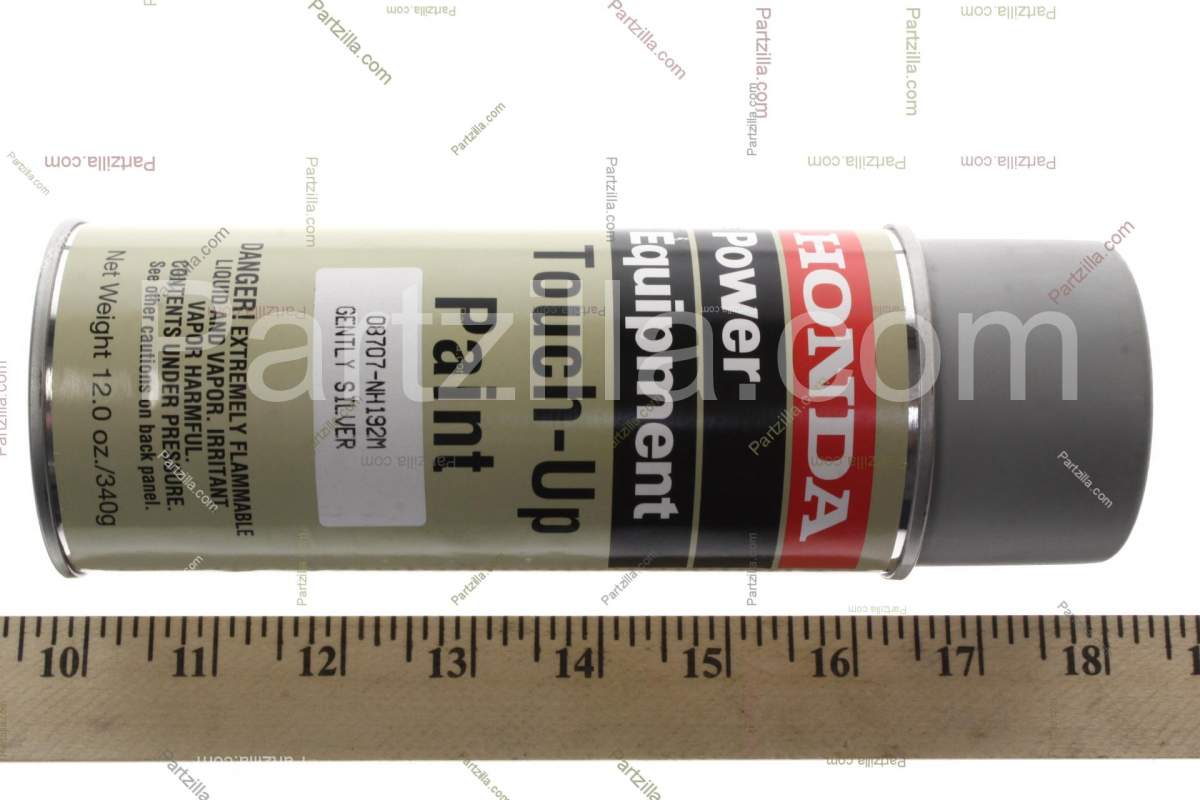 HONDA
Power
Equipment
Touch-Up
Paint
08707-NH192M
GENTLY SILVER
DANGER! EXTREMELY FLAMMABLE
LIQUID AND VAPOR. IRRITANT
VAPOR HARMFUL.
CONTENTS UNDER PRESSURE.
See other cautions on back panel.
Net Weight 12.0 oz./340g
10 11 12 13 14 15 16 17 18
Partzilla.com